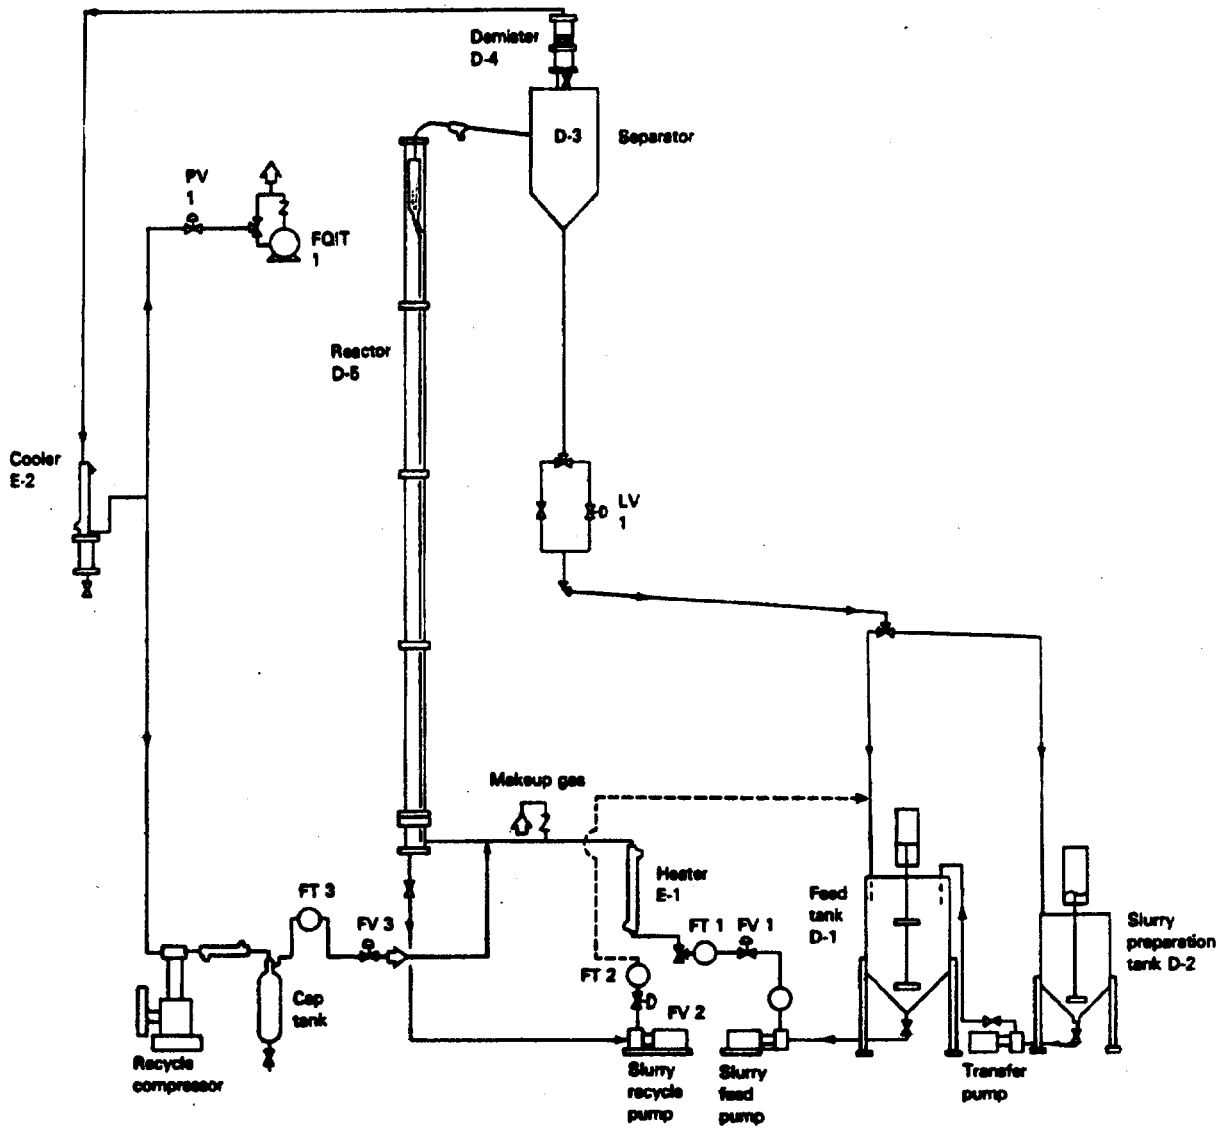 Demister
D-4
D-3
Separator
PV
1
FQIT
1
Reactor
D-5
Cooler
E-2
LV
1
Makeup gas
Heater
E-1
Feed
tank
D-1
FT 3
FV 3
FT 1
FV 1
Slurry
preparation
tank D-2
FT 2
FV 2
Cap
tank
Recycle
compressor
Slurry
recycle
pump
Slurry
feed
pump
Transfer
pump